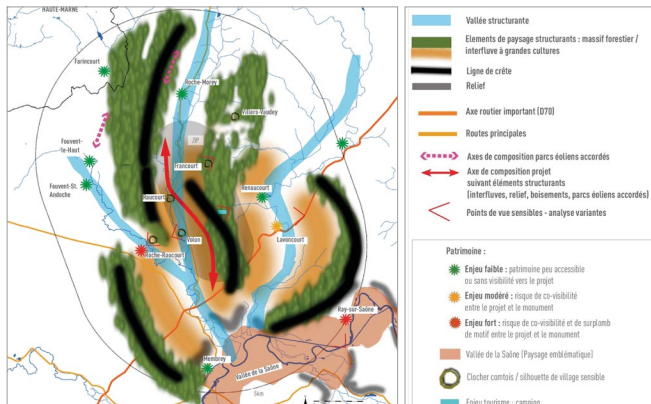 HAUTE-MARNE
Farincourt
Roche-Morey
Villers-Vaudey
ZIP
Fouvent-
le-Haut
Francourt
Fouvent-St.
Andoche
Renaucourt
Raucourt
Volon
Lavoncourt
Roche-Raucourt
Ray-sur-Saône
Membrey
Vallée de la Saône
5km
Vallée structurante
Elements de paysage structurants : massif forestier /
interfluve à grandes cultures
Ligne de crête
Relief
Axe routier important (D70)
Routes principales
Axes de composition parcs éoliens accordés
Axe de composition projet
suivant éléments structurants
(interfluves, relief, boisements, parcs éoliens accordés)
Points de vue sensibles - analyse variantes
Patrimoine :
Enjeu faible : patrimoine peu accessible
ou sans visibilité vers le projet
Enjeu modéré : risque de co-visibilité
entre le projet et le monument
Enjeu fort : risque de co-visibilité et de surplomb
de motif entre le projet et le monument
Vallée de la Saône (Paysage emblématique)
Clocher comtois / silhouette de village sensible
Enjeu tourisme : camping